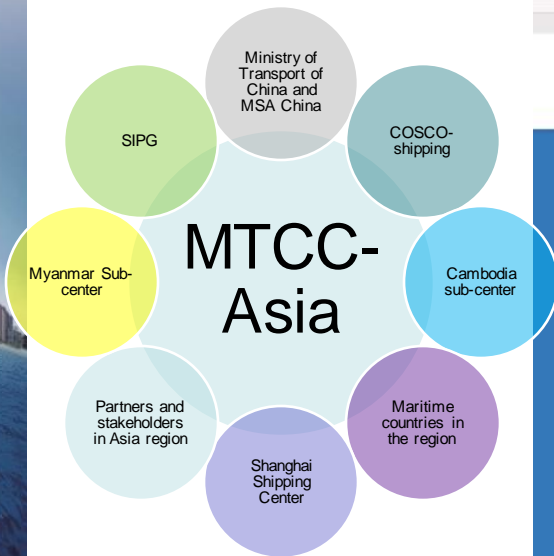 Ministry of
Transport of
China and
MSA China
COSCO-
shipping
Cambodia
sub-center
Maritime
countries in
the region
Shanghai
Shipping
Center
Partners and
stakeholders
in Asia region
Myanmar Sub-
center
SIPG
MTCC-
Asia